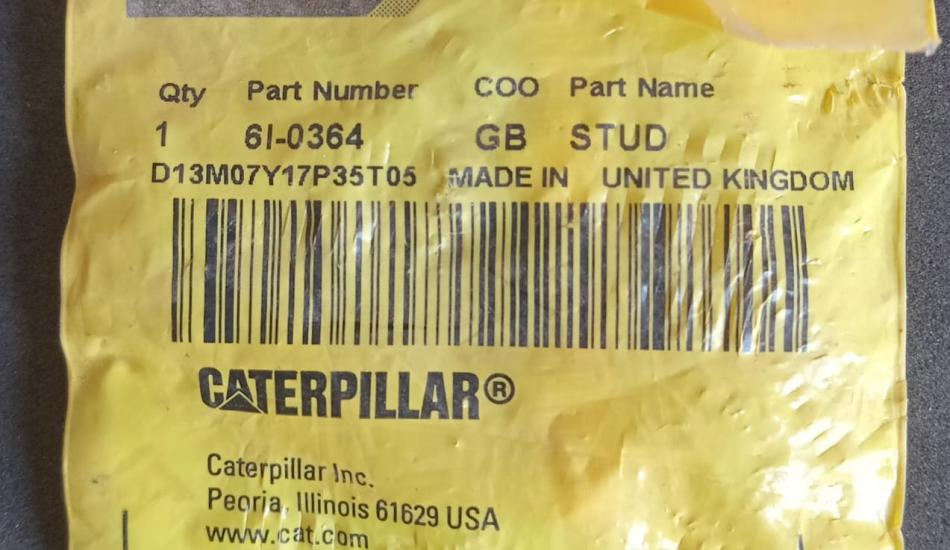 Qty Part Number COO Part Name
1 6I-0364 GB STUD
D13M07Y17P35T05 MADE IN UNITED KINGDOM
CATERPILLAR®
Caterpillar Inc.
Peoria, Illinois 61629 USA
www.cat.com